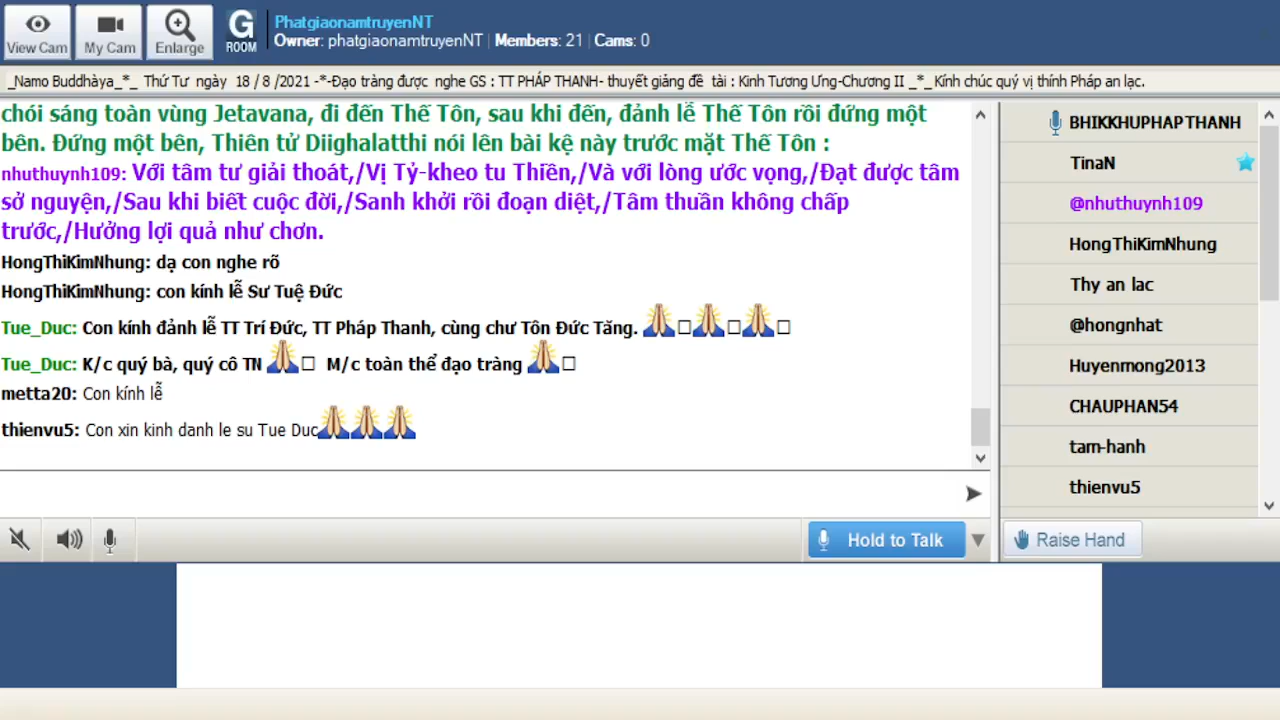 View Cam
My Cam
Enlarge
G
ROOM
PhatgiaonamtruyenNT
Owner: phatgiaonamtruyenNT | Members: 21 | Cams: 0
_Namo Buddhàya_*_ Thứ Tư ngày 18 / 8 /2021 -*-Đạo tràng được nghe GS : TT PHÁP THANH- thuyết giảng đề tài : Kinh Tương Ưng-Chương II _*_Kính chúc quý vị thính Pháp an lạc.
chói sáng toàn vùng Jetavana, đi đến Thế Tôn, sau khi đến, đảnh lễ Thế Tôn rồi đứng một
bên. Đứng một bên, Thiên tử Diighalatthi nói lên bài kệ này trước mặt Thế Tôn :
nhuthuynh109: Với tâm tư giải thoát,/Vị Tỷ-kheo tu Thiền,/Và với lòng ước vọng,/Đạt được tâm
sở nguyện,/Sau khi biết cuộc đời,/Sanh khởi rồi đoạn diệt,/Tâm thuần không chấp
trước,/Hưởng lợi quả như chơn.
HongThiKimNhung: dạ con nghe rõ
HongThiKimNhung: con kính lễ Sư Tuệ Đức
Tue_Duc: Con kính đảnh lễ TT Trí Đức, TT Pháp Thanh, cùng chư Tôn Đức Tăng. 🙏🙏🙏
Tue_Duc: K/c quý bà, quý cô TN 🙏 M/c toàn thể đạo tràng 🙏
metta20: Con kính lễ
thienvu5: Con xin kinh danh le su Tue Duc🙏🙏🙏
BHIKKHUPHAPTHANH
TinaN
@nhuthuynh109
HongThiKimNhung
Thy an lac
@hongnhat
Huyenmong2013
CHAUPHAN54
tam-hanh
thienvu5
Hold to Talk
Raise Hand